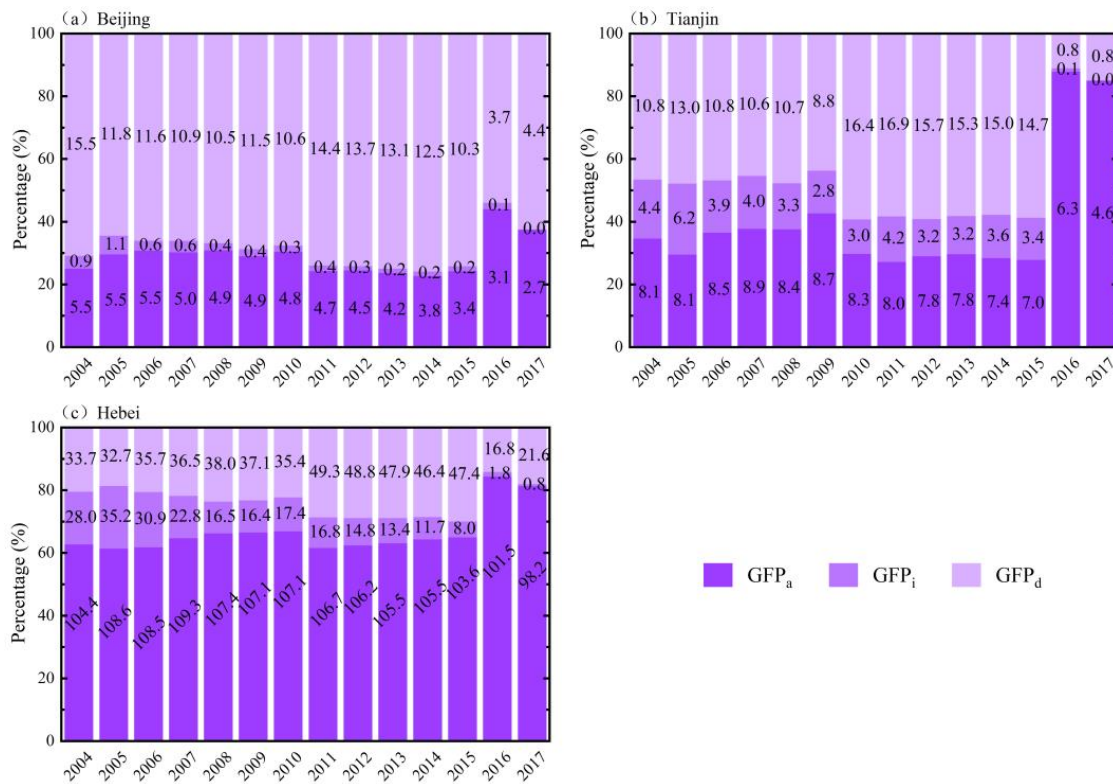 （a）Beijing
Percentage (%)
100
80
60
40
20
0
15.5 11.8 11.6 10.9 10.5 11.5 10.6 14.4 13.7 13.1 12.5 10.3 3.7 4.4
0.9 1.1 0.6 0.6 0.4 0.4 0.3 0.4 0.3 0.2 0.2 0.2 0.1 0.0
5.5 5.5 5.5 5.0 4.9 4.9 4.8 4.7 4.5 4.2 3.8 3.4 3.1 2.7
2004 2005 2006 2007 2008 2009 2010 2011 2012 2013 2014 2015 2016 2017
（b）Tianjin
Percentage (%)
100
80
60
40
20
0
10.8 13.0 10.8 10.6 10.7 8.8 16.4 16.9 15.7 15.3 15.0 14.7 0.8 0.8
4.4 6.2 3.9 4.0 3.3 2.8 3.0 4.2 3.2 3.2 3.6 3.4 0.1 0.0
8.1 8.1 8.5 8.9 8.4 8.7 8.3 8.0 7.8 7.8 7.4 7.0 6.3 4.6
2004 2005 2006 2007 2008 2009 2010 2011 2012 2013 2014 2015 2016 2017
（c）Hebei
Percentage (%)
100
80
60
40
20
0
33.7 32.7 35.7 36.5 38.0 37.1 35.4 49.3 48.8 47.9 46.4 47.4 16.8 21.6
28.0 35.2 30.9 22.8 16.5 16.4 17.4 16.8 14.8 13.4 11.7 8.0 1.8 0.8
104.4 108.6 108.5 109.3 107.4 107.1 107.1 106.7 106.2 105.5 105.5 103.6 101.5 98.2
2004 2005 2006 2007 2008 2009 2010 2011 2012 2013 2014 2015 2016 2017
GFPa GFPi GFPd